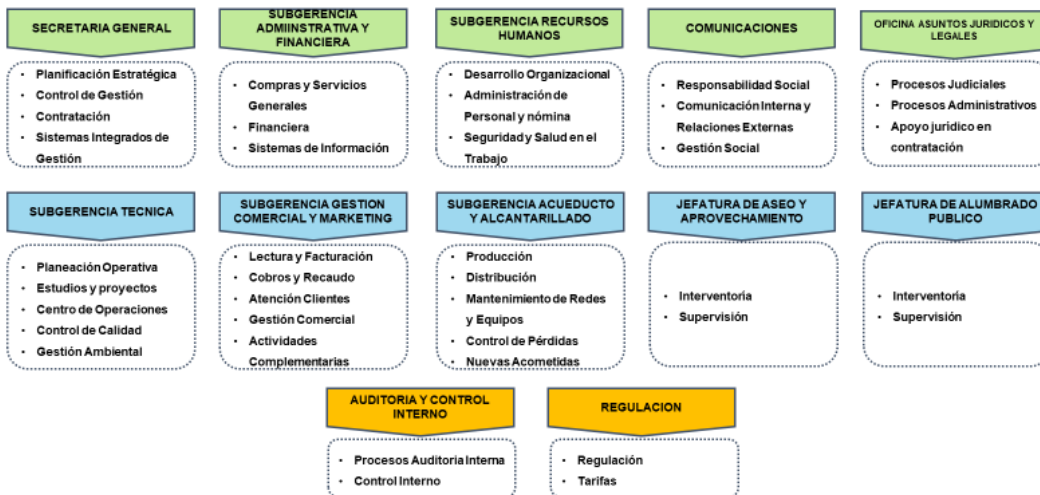 SECRETARIA GENERAL
• Planificación Estratégica
• Control de Gestión
• Contratación
• Sistemas Integrados de
Gestión
SUBGERENCIA
ADMIINSTRATIVA Y
FINANCIERA
• Compras y Servicios
Generales
• Financiera
• Sistemas de Información
SUBGERENCIA RECURSOS
HUMANOS
• Desarrollo Organizacional
• Administración de
Personal y nómina
• Seguridad y Salud en el
Trabajo
COMUNICACIONES
• Responsabilidad Social
• Comunicación Interna y
Relaciones Externas
• Gestión Social
OFICINA ASUNTOS JURIDICOS Y
LEGALES
• Procesos Judiciales
• Procesos Administrativos
• Apoyo jurídico en
contratación
SUBGERENCIA TECNICA
• Planeación Operativa
• Estudios y proyectos
• Centro de Operaciones
• Control de Calidad
• Gestión Ambiental
SUBGERENCIA GESTION
COMERCIAL Y MARKETING
• Lectura y Facturación
• Cobros y Recaudo
• Atención Clientes
• Gestión Comercial
• Actividades
Complementarias
SUBGERENCIA ACUEDUCTO
Y ALCANTARILLADO
• Producción
• Distribución
• Mantenimiento de Redes
y Equipos
• Control de Pérdidas
• Nuevas Acometidas
JEFATURA DE ASEO Y
APROVECHAMIENTO
• Interventoría
• Supervisión
JEFATURA DE ALUMBRADO
PUBLICO
• Interventoría
• Supervisión
AUDITORIA Y CONTROL
INTERNO
• Procesos Auditoria Interna
• Control Interno
REGULACION
• Regulación
• Tarifas